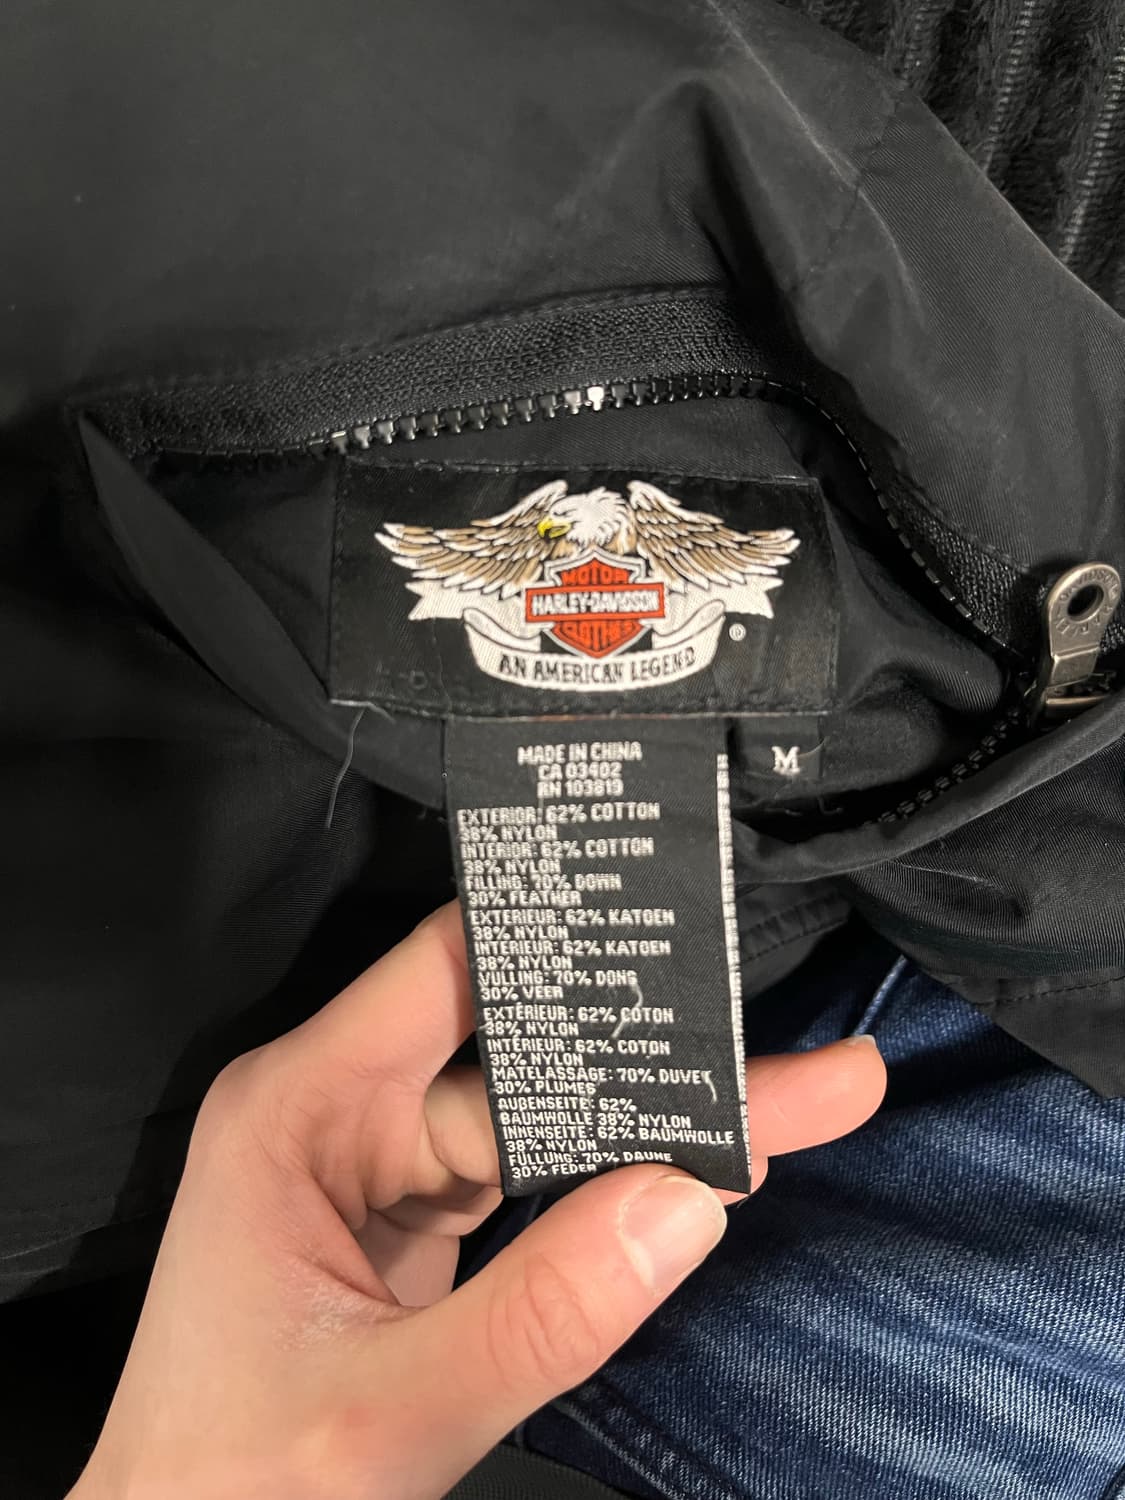 MOTOR
HARLEY-DAVIDSON
CLOTHES
AN AMERICAN LEGEND
®
M
MADE IN CHINA
CA 03402
RN 103819
EXTERIOR: 62% COTTON
38% NYLON
INTERIOR: 62% COTTON
38% NYLON
FILLING: 70% DOWN
30% FEATHER
EXTERIEUR: 62% KATOEN
38% NYLON
INTERIEUR: 62% KATOEN
38% NYLON
VULLING: 70% DONS
30% VEER
EXTÉRIEUR: 62% COTON
38% NYLON
INTÉRIEUR: 62% COTON
38% NYLON
MATELASSAGE: 70% DUVET
30% PLUMES
AUßENSEITE: 62%
BAUMWOLLE 38% NYLON
INNENSEITE: 62% BAUMWOLLE
38% NYLON
FÜLLUNG: 70% DAUNE
30% FEDER